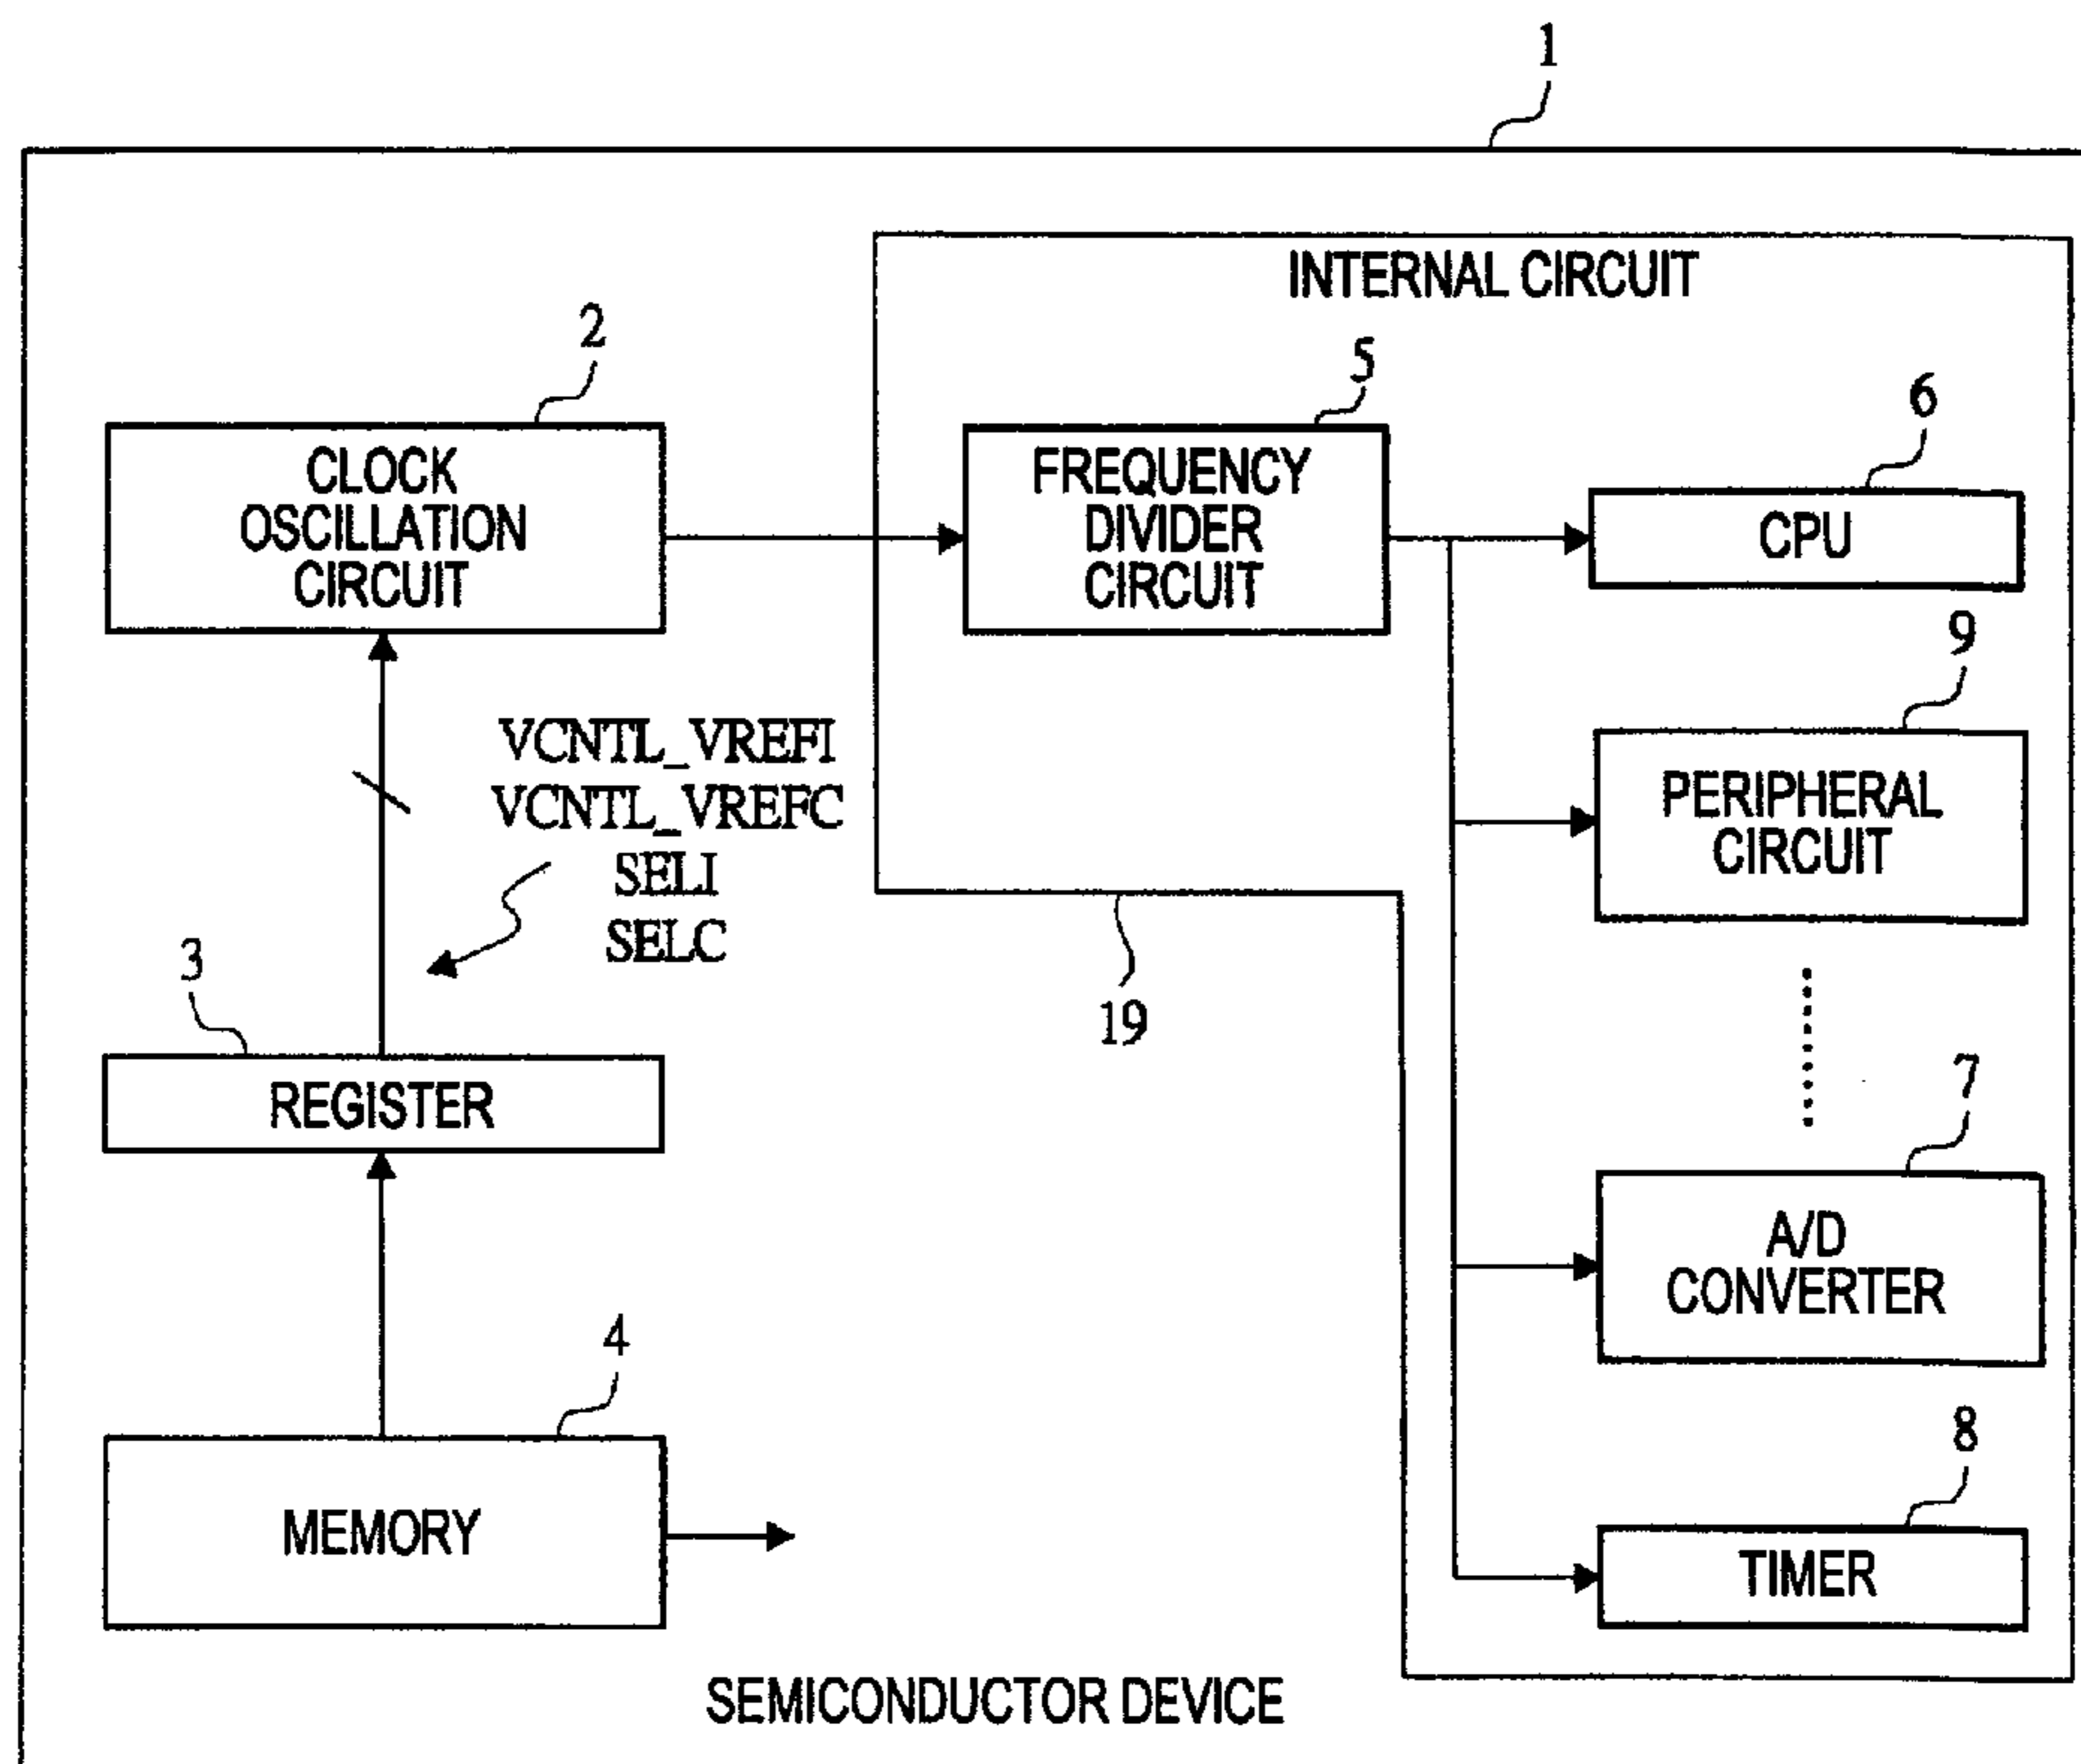 1
INTERNAL CIRCUIT
2
CLOCK
OSCILLATION
CIRCUIT
5
FREQUENCY
DIVIDER
CIRCUIT
6
CPU
9
PERIPHERAL
CIRCUIT
VCNTL_VREFI
VCNTL_VREFC
SELI
SELC
19
3
REGISTER
7
A/D
CONVERTER
4
MEMORY
8
TIMER
SEMICONDUCTOR DEVICE